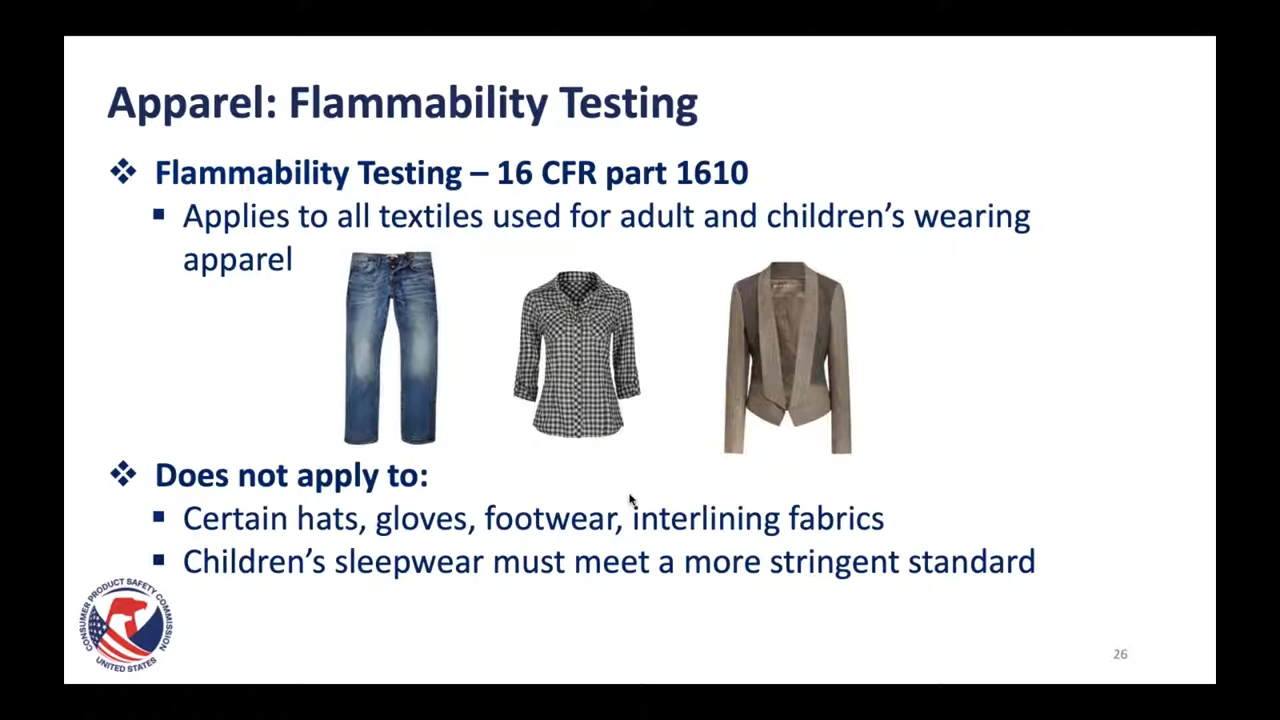 Apparel: Flammability Testing
❖ Flammability Testing – 16 CFR part 1610
▪ Applies to all textiles used for adult and children’s wearing
apparel
❖ Does not apply to:
▪ Certain hats, gloves, footwear, interlining fabrics
▪ Children’s sleepwear must meet a more stringent standard
CONSUMER PRODUCT SAFETY COMMISSION
UNITED STATES
26